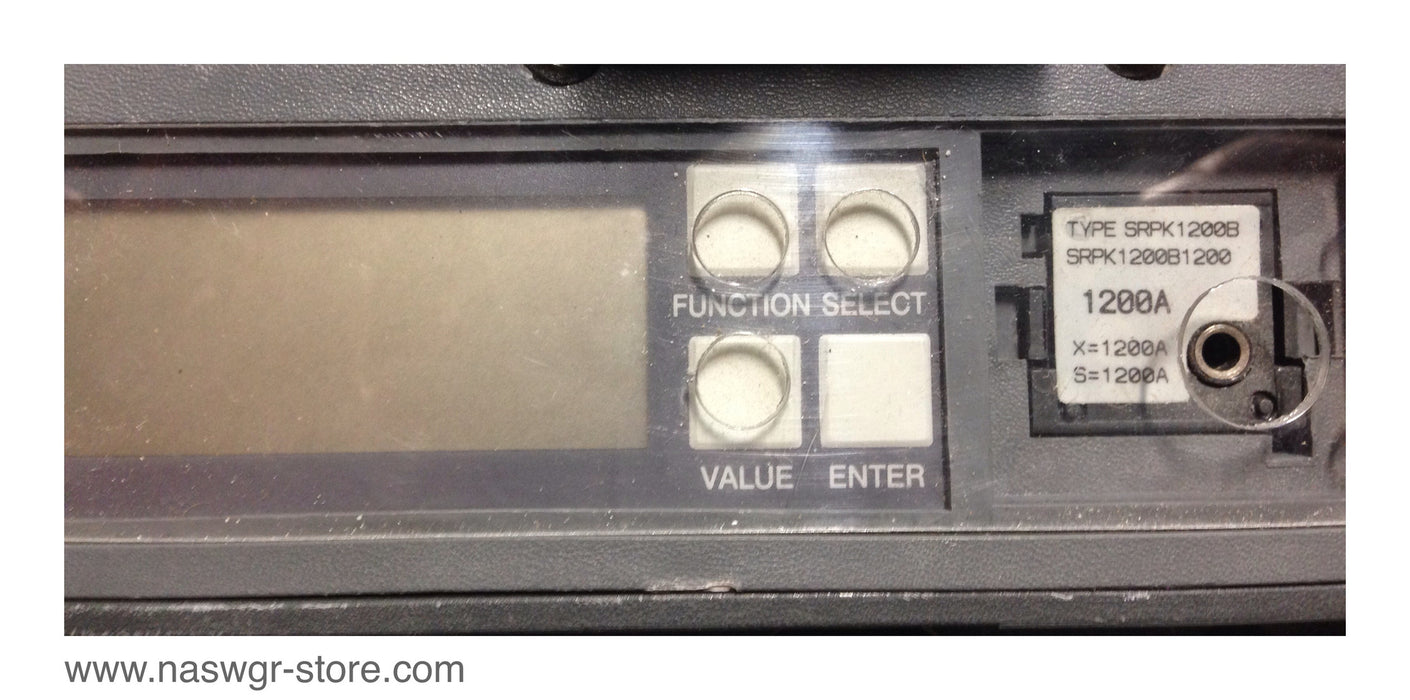 FUNCTION SELECT
VALUE ENTER
TYPE SRPK1200B
SRPK1200B1200
1200A
X=1200A
S=1200A
www.naswgr-store.com